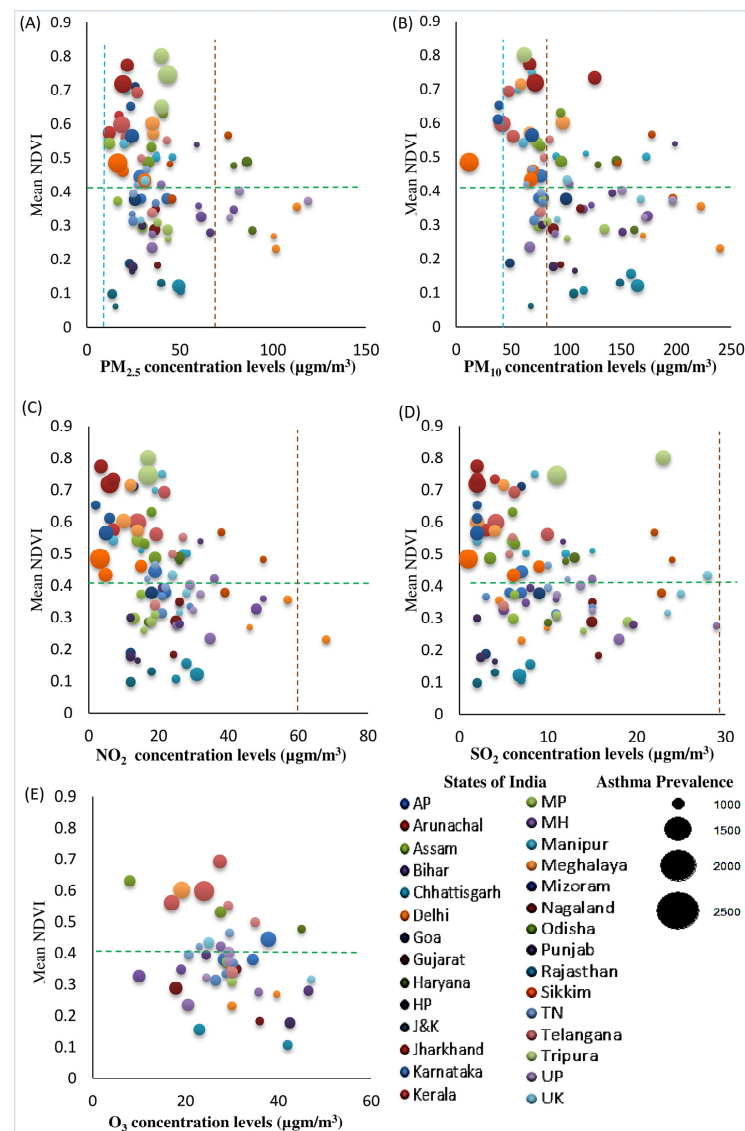 (A)
Mean NDVI
0.9
0.8
0.7
0.6
0.5
0.4
0.3
0.2
0.1
0
0 50 100 150
PM2.5 concentration levels (µgm/m³)
(B)
Mean NDVI
0.9
0.8
0.7
0.6
0.5
0.4
0.3
0.2
0.1
0
0 50 100 150 200 250
PM10 concentration levels (µgm/m³)
(C)
Mean NDVI
0.9
0.8
0.7
0.6
0.5
0.4
0.3
0.2
0.1
0
0 20 40 60 80
NO2 concentration levels (µgm/m³)
(D)
Mean NDVI
0.9
0.8
0.7
0.6
0.5
0.4
0.3
0.2
0.1
0
0 10 20 30
SO2 concentration levels (µgm/m³)
(E)
Mean NDVI
0.9
0.8
0.7
0.6
0.5
0.4
0.3
0.2
0.1
0
0 20 40 60
O3 concentration levels (µgm/m³)
States of India
AP
Arunachal
Assam
Bihar
Chhattisgarh
Delhi
Goa
Gujarat
Haryana
HP
J&K
Jharkhand
Karnataka
Kerala
MP
MH
Manipur
Meghalaya
Mizoram
Nagaland
Odisha
Punjab
Rajasthan
Sikkim
TN
Telangana
Tripura
UP
UK
Asthma Prevalence
1000
1500
2000
2500